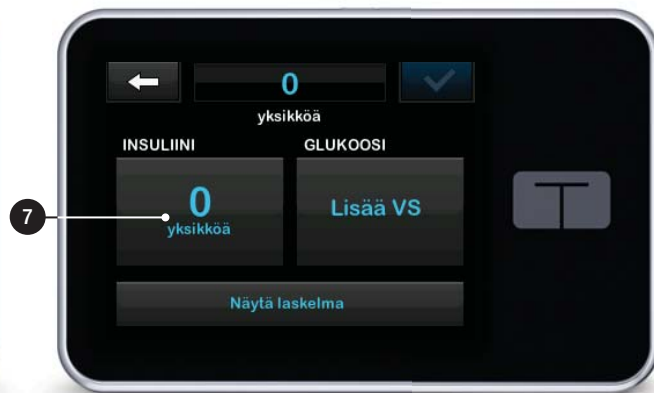 0
yksikköä
INSULIINI GLUKOOSI
0 Lisää VS
yksikköä
7
Näytä laskelma